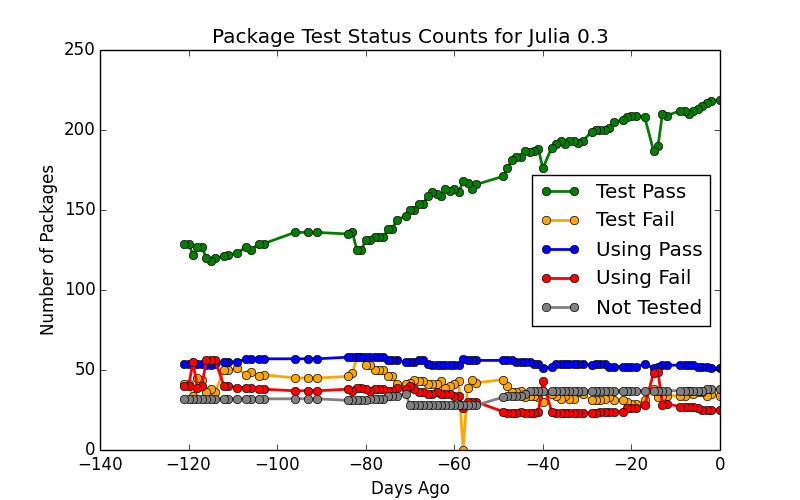 Package Test Status Counts for Julia 0.3
250
200
150
100
50
0
Number of Packages
Test Pass
Test Fail
Using Pass
Using Fail
Not Tested
−140 −120 −100 −80 −60 −40 −20 0
Days Ago